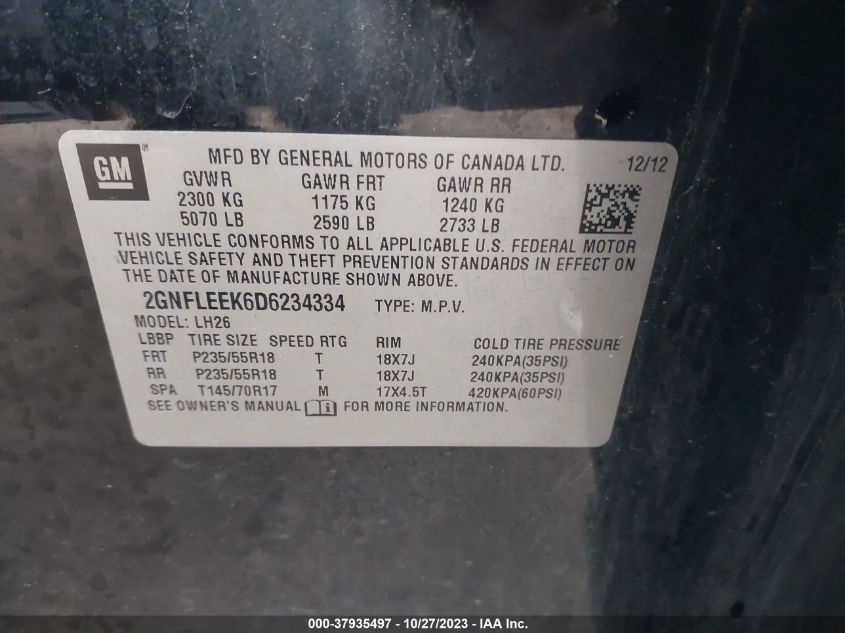 GM® MFD BY GENERAL MOTORS OF CANADA LTD. 12/12
GVWR GAWR FRT GAWR RR
2300 KG 1175 KG 1240 KG
5070 LB 2590 LB 2733 LB
THIS VEHICLE CONFORMS TO ALL APPLICABLE U.S. FEDERAL MOTOR
VEHICLE SAFETY AND THEFT PREVENTION STANDARDS IN EFFECT ON
THE DATE OF MANUFACTURE SHOWN ABOVE.
2GNFLEEK6D6234334 TYPE: M.P.V.
MODEL: LH26
LBBP TIRE SIZE SPEED RTG RIM COLD TIRE PRESSURE
FRT P235/55R18 T 18X7J 240KPA(35PSI)
RR P235/55R18 T 18X7J 240KPA(35PSI)
SPA T145/70R17 M 17X4.5T 420KPA(60PSI)
SEE OWNER'S MANUAL FOR MORE INFORMATION.
000-37935497 - 10/27/2023 - IAA Inc.